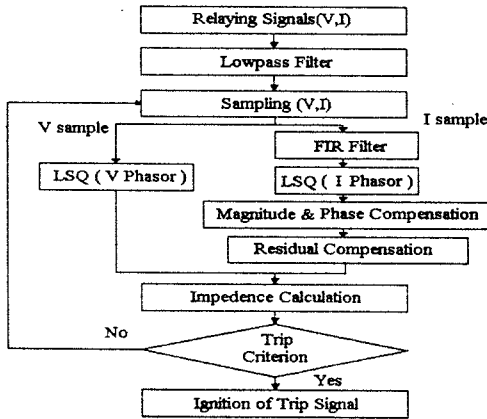 Relaying Signals(V,I)
Lowpass Filter
Sampling (V,I)
V sample
I sample
FIR Filter
LSQ ( V Phasor )
LSQ ( I Phasor )
Magnitude & Phase Compensation
Residual Compensation
Impedence Calculation
No
Trip
Criterion
Yes
Ignition of Trip Signal